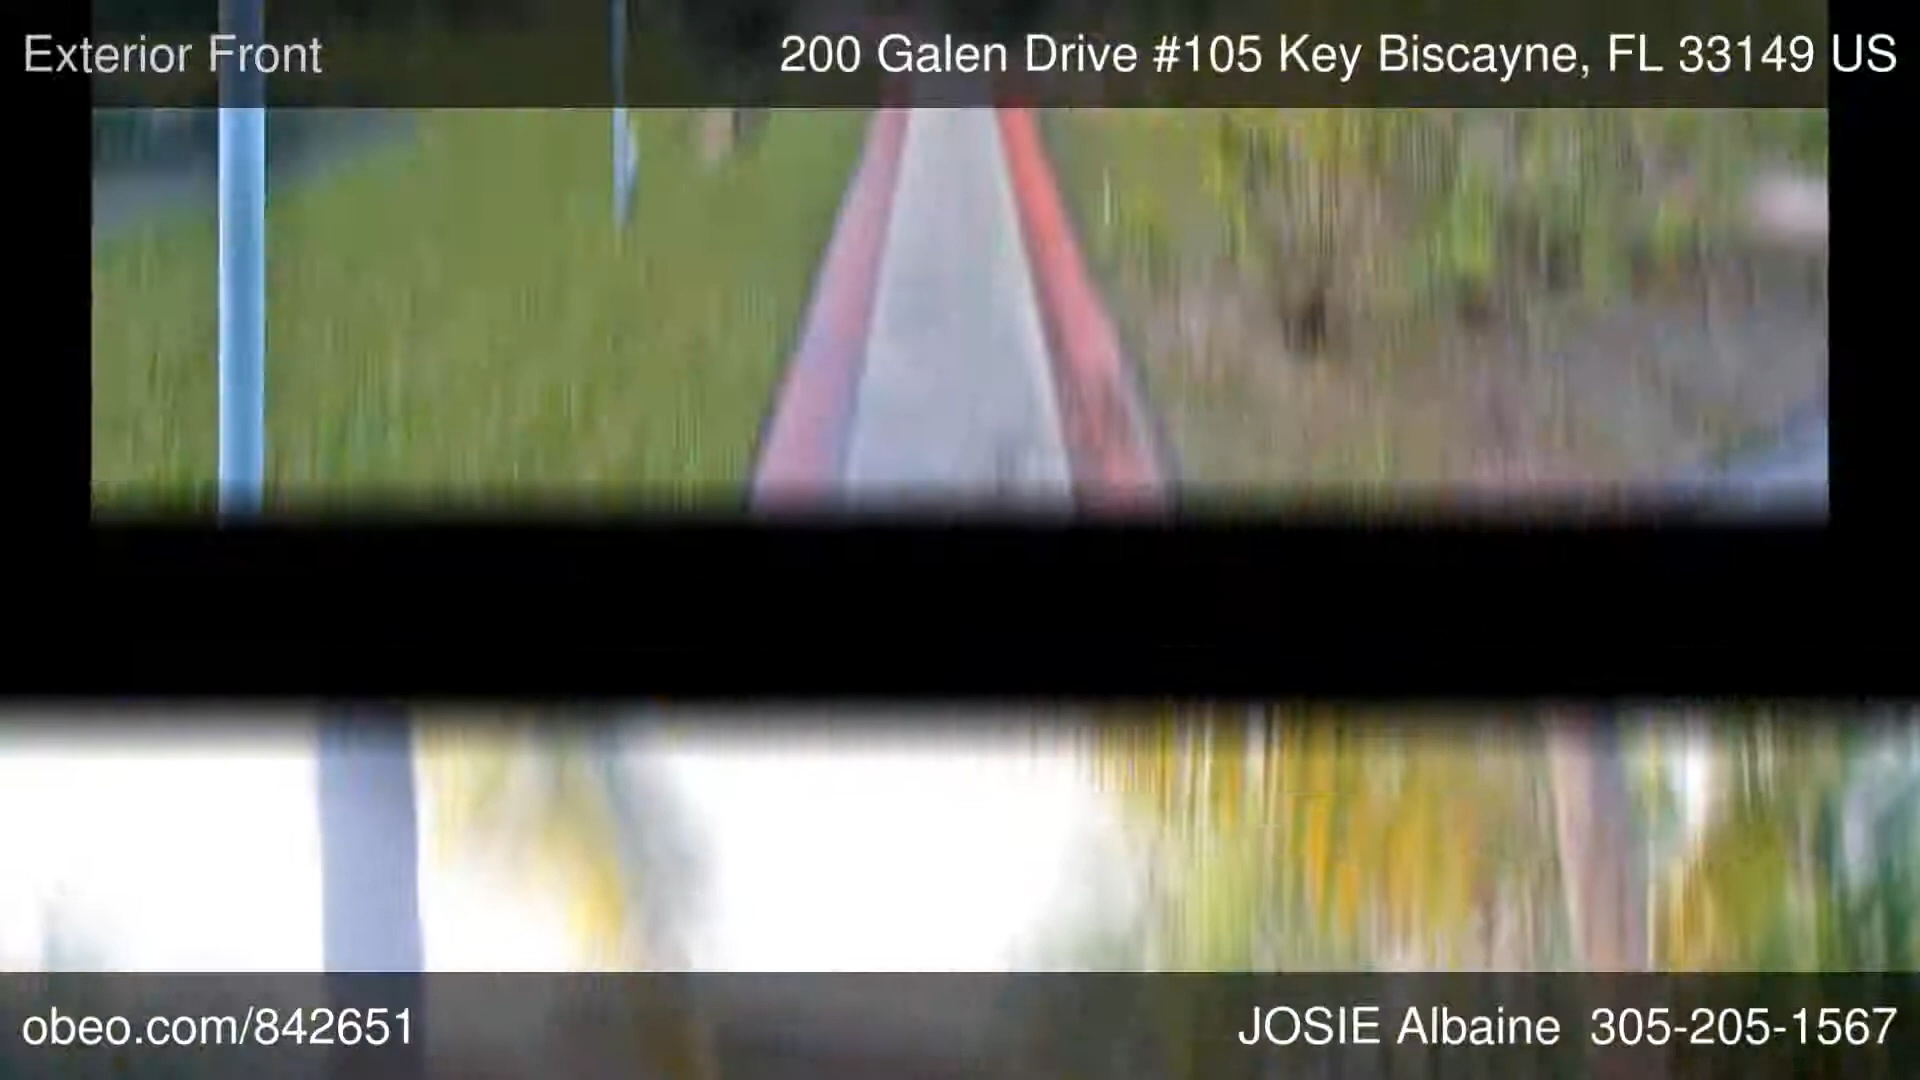 Exterior Front
200 Galen Drive #105 Key Biscayne, FL 33149 US
obeo.com/842651
JOSIE Albaine 305-205-1567